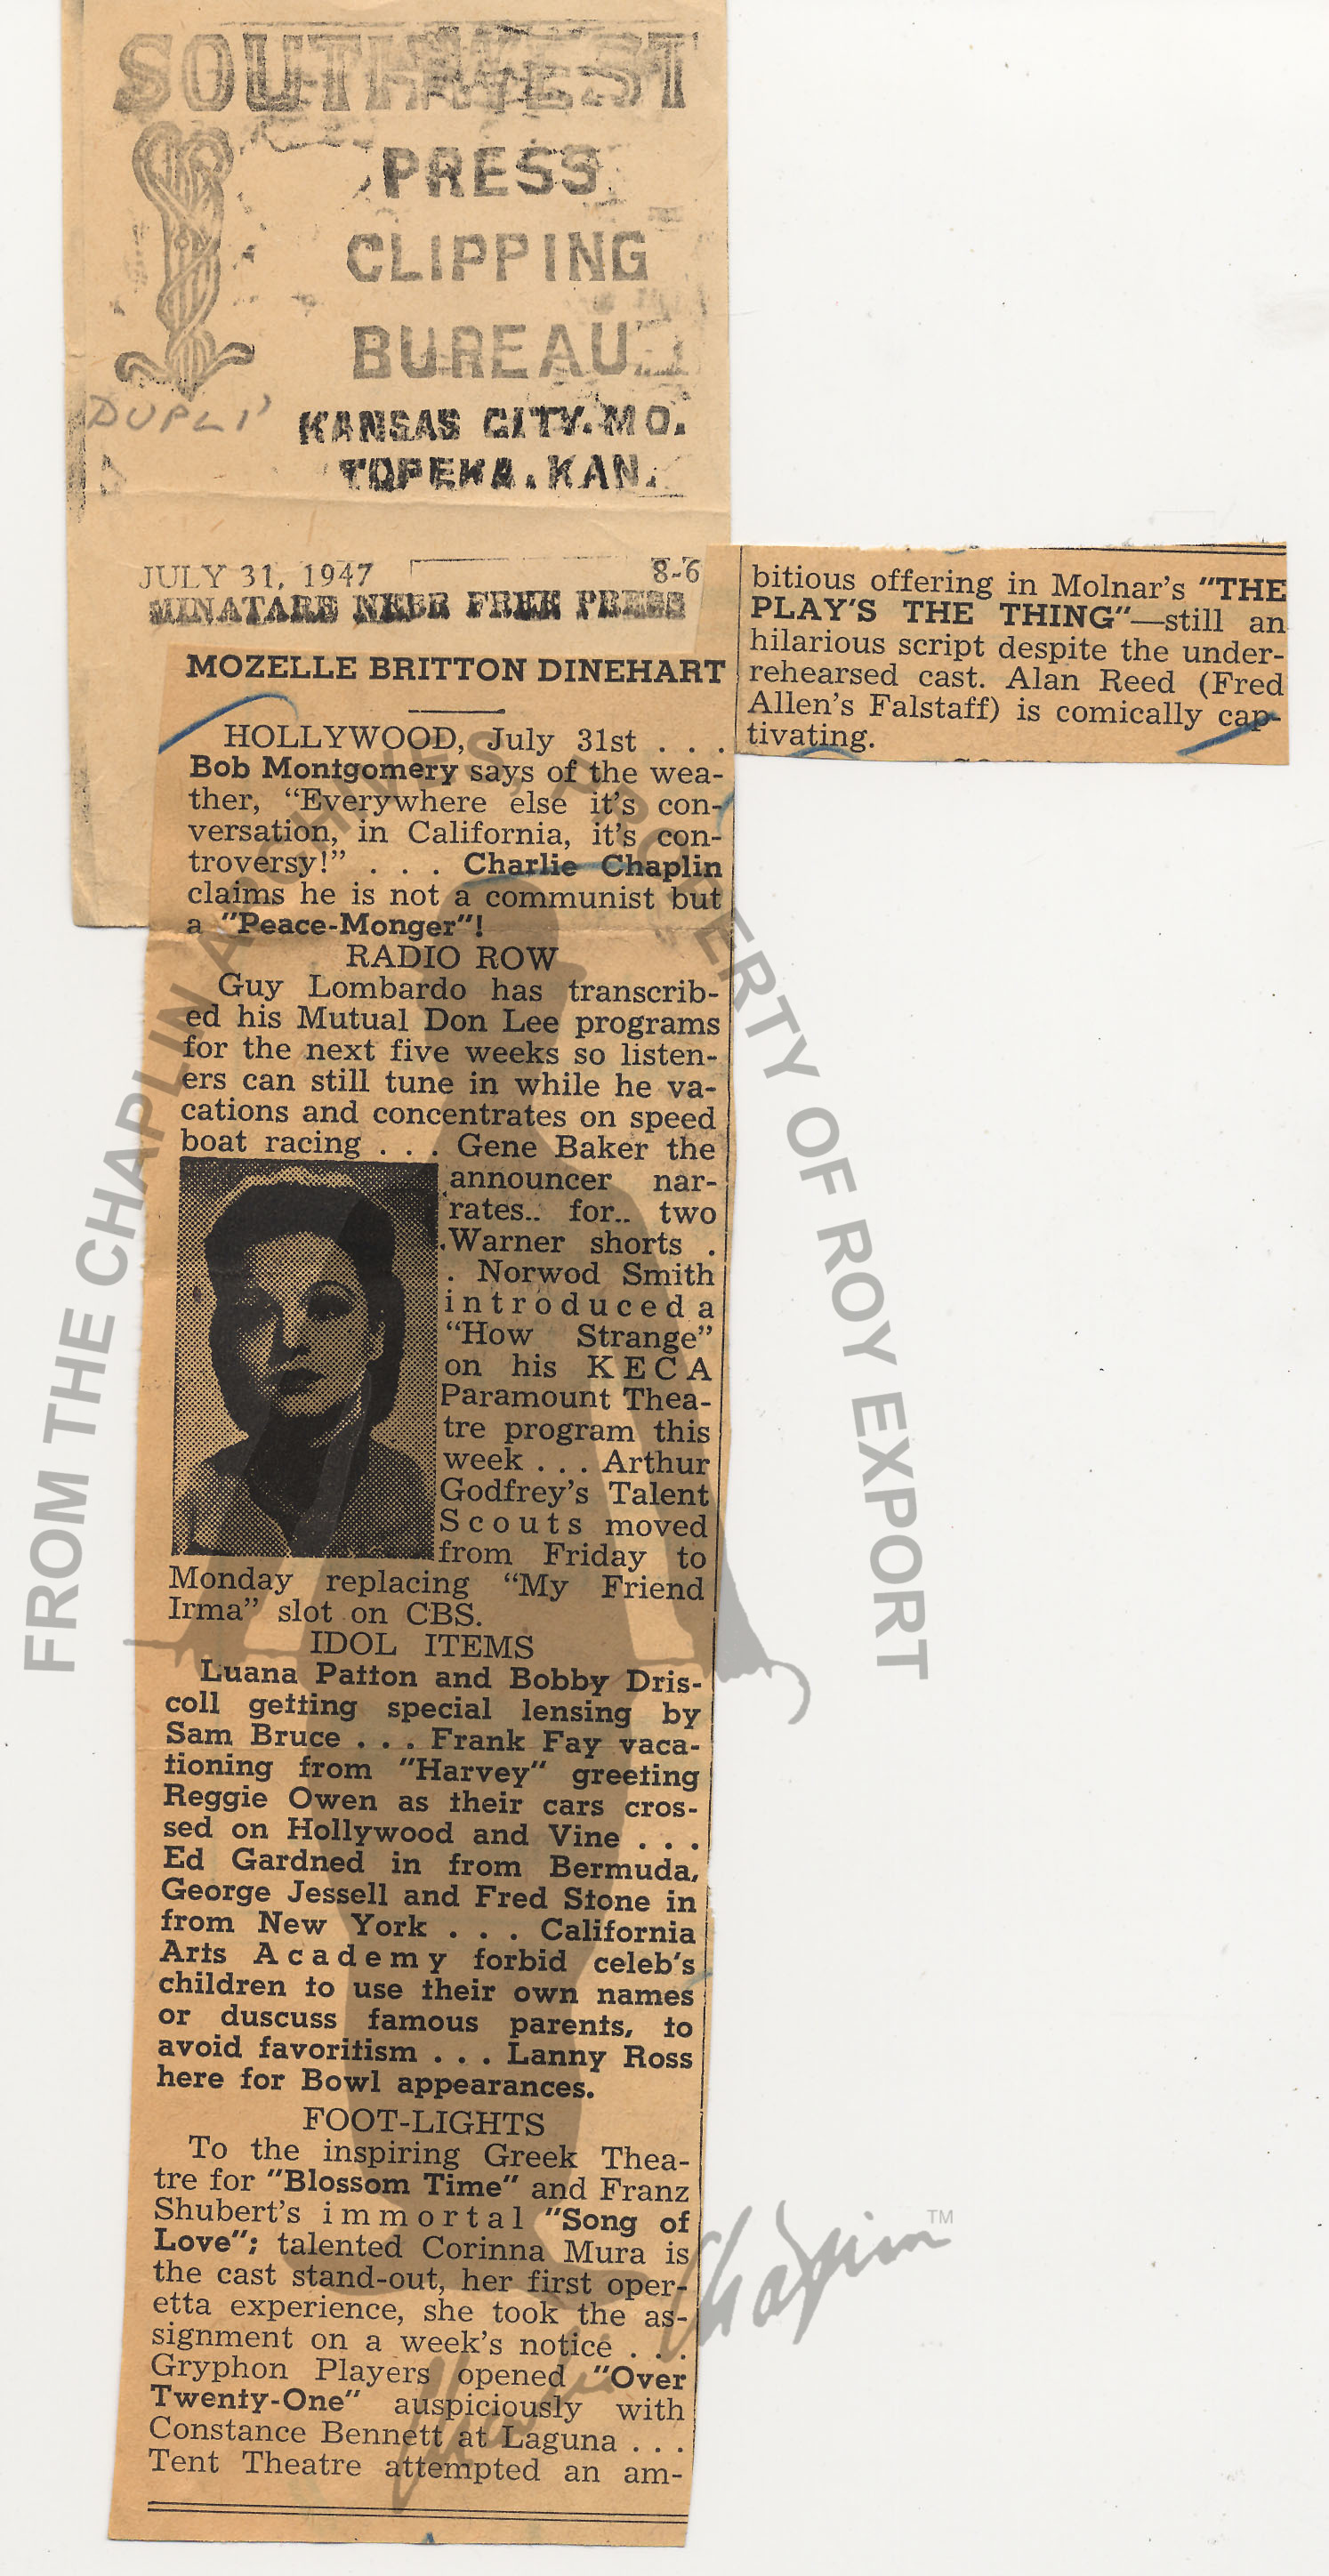 SOUTHWEST
PRESS
CLIPPING
BUREAU
DUPLI'
KANSAS CITY. MO.
TOPEKA. KAN.
JULY 31, 1947 8-6
MINATARE NEBR FREE PRESS
MOZELLE BRITTON DINEHART
HOLLYWOOD, July 31st . . .
Bob Montgomery says of the wea-
ther, “Everywhere else it’s con-
versation, in California, it’s con-
troversy!” . . . Charlie Chaplin
claims he is not a communist but
a "Peace-Monger"!
RADIO ROW
Guy Lombardo has transcrib-
ed his Mutual Don Lee programs
for the next five weeks so listen-
ers can still tune in while he va-
cations and concentrates on speed
boat racing . . . Gene Baker the
announcer nar-
rates.. for.. two
.Warner shorts .
. Norwod Smith
introduced a
“How Strange”
on his KECA
Paramount Thea-
tre program this
week . . . Arthur
Godfrey’s Talent
Scouts moved
from Friday to
Monday replacing “My Friend
Irma” slot on CBS.
IDOL ITEMS
Luana Patton and Bobby Dris-
coll getting special lensing by
Sam Bruce . . . Frank Fay vaca-
tioning from "Harvey" greeting
Reggie Owen as their cars cros-
sed on Hollywood and Vine . . .
Ed Gardned in from Bermuda,
George Jessell and Fred Stone in
from New York . . . California
Arts Academy forbid celeb’s
children to use their own names
or duscuss famous parents, to
avoid favoritism . . . Lanny Ross
here for Bowl appearances.
FOOT-LIGHTS
To the inspiring Greek Thea-
tre for "Blossom Time" and Franz
Shubert’s immortal "Song of
Love"; talented Corinna Mura is
the cast stand-out, her first oper-
etta experience, she took the as-
signment on a week’s notice . . .
Gryphon Players opened "Over
Twenty-One" auspiciously with
Constance Bennett at Laguna . . .
Tent Theatre attempted an am-
bitious offering in Molnar’s "THE
PLAY’S THE THING"—still an
hilarious script despite the under-
rehearsed cast. Alan Reed (Fred
Allen’s Falstaff) is comically cap-
tivating.
FROM THE CHAPLIN ARCHIVES, PROPERTY OF ROY EXPORT
Charlie Chaplin TM